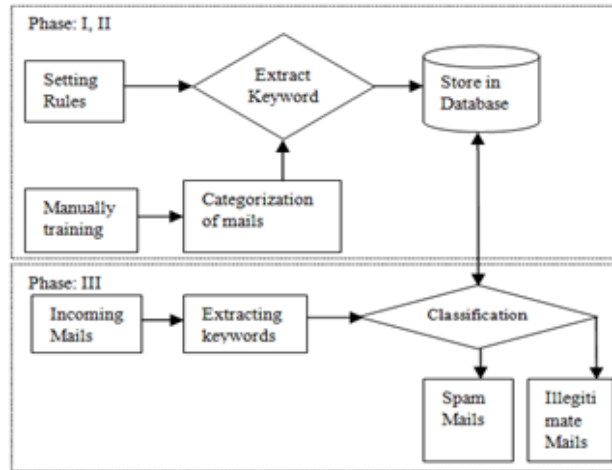 Phase: I, II
Setting
Rules
Extract
Keyword
Store in
Database
Manually
training
Categorization
of mails
Phase: III
Incoming
Mails
Extracting
keywords
Classification
Spam
Mails
Illegiti
mate
Mails